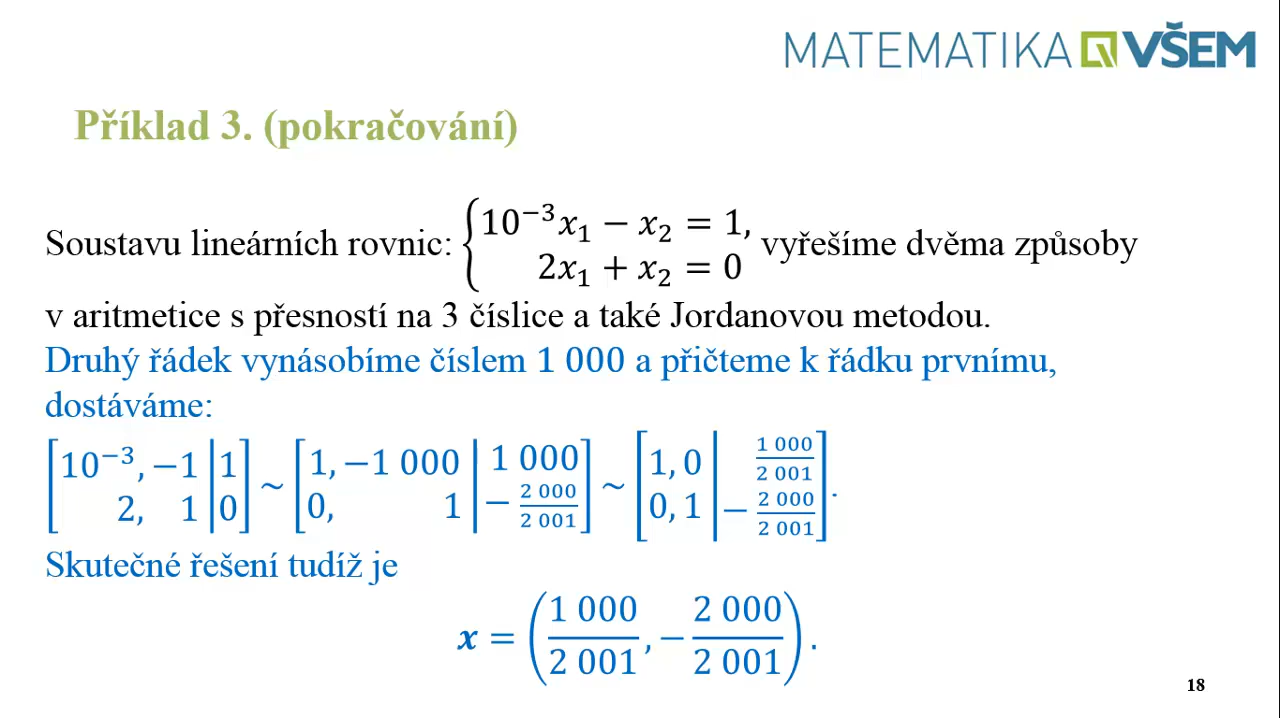 MATEMATIKA VŠEM
Příklad 3. (pokračování)
Soustavu lineárních rovnic: {10⁻³x₁ − x₂ = 1, 2x₁ + x₂ = 0 vyřešíme dvěma způsoby
v aritmetice s přesností na 3 číslice a také Jordanovou metodou.
Druhý řádek vynásobíme číslem 1 000 a přičteme k řádku prvnímu,
dostáváme:
[10⁻³, −1 | 1; 2, 1 | 0] ~ [1, −1 000 | 1 000; 0, 1 | − 2 000/2 001] ~ [1, 0 | 1 000/2 001; 0, 1 | − 2 000/2 001].
Skutečné řešení tudíž je
x = (1 000/2 001, − 2 000/2 001).
18